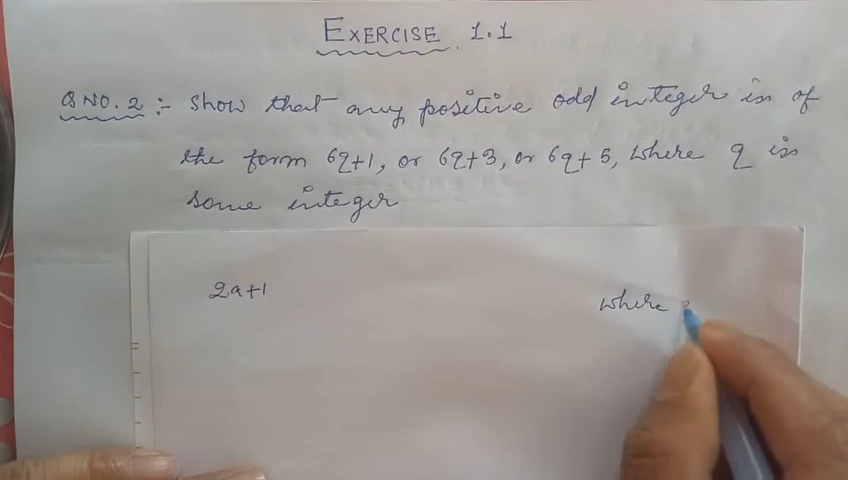 EXERCISE 1.1
Q NO. 2 :- Show that any positive odd integer is of
the form 6q+1, or 6q+3, or 6q+5, where q is
some integer
2a+1
where